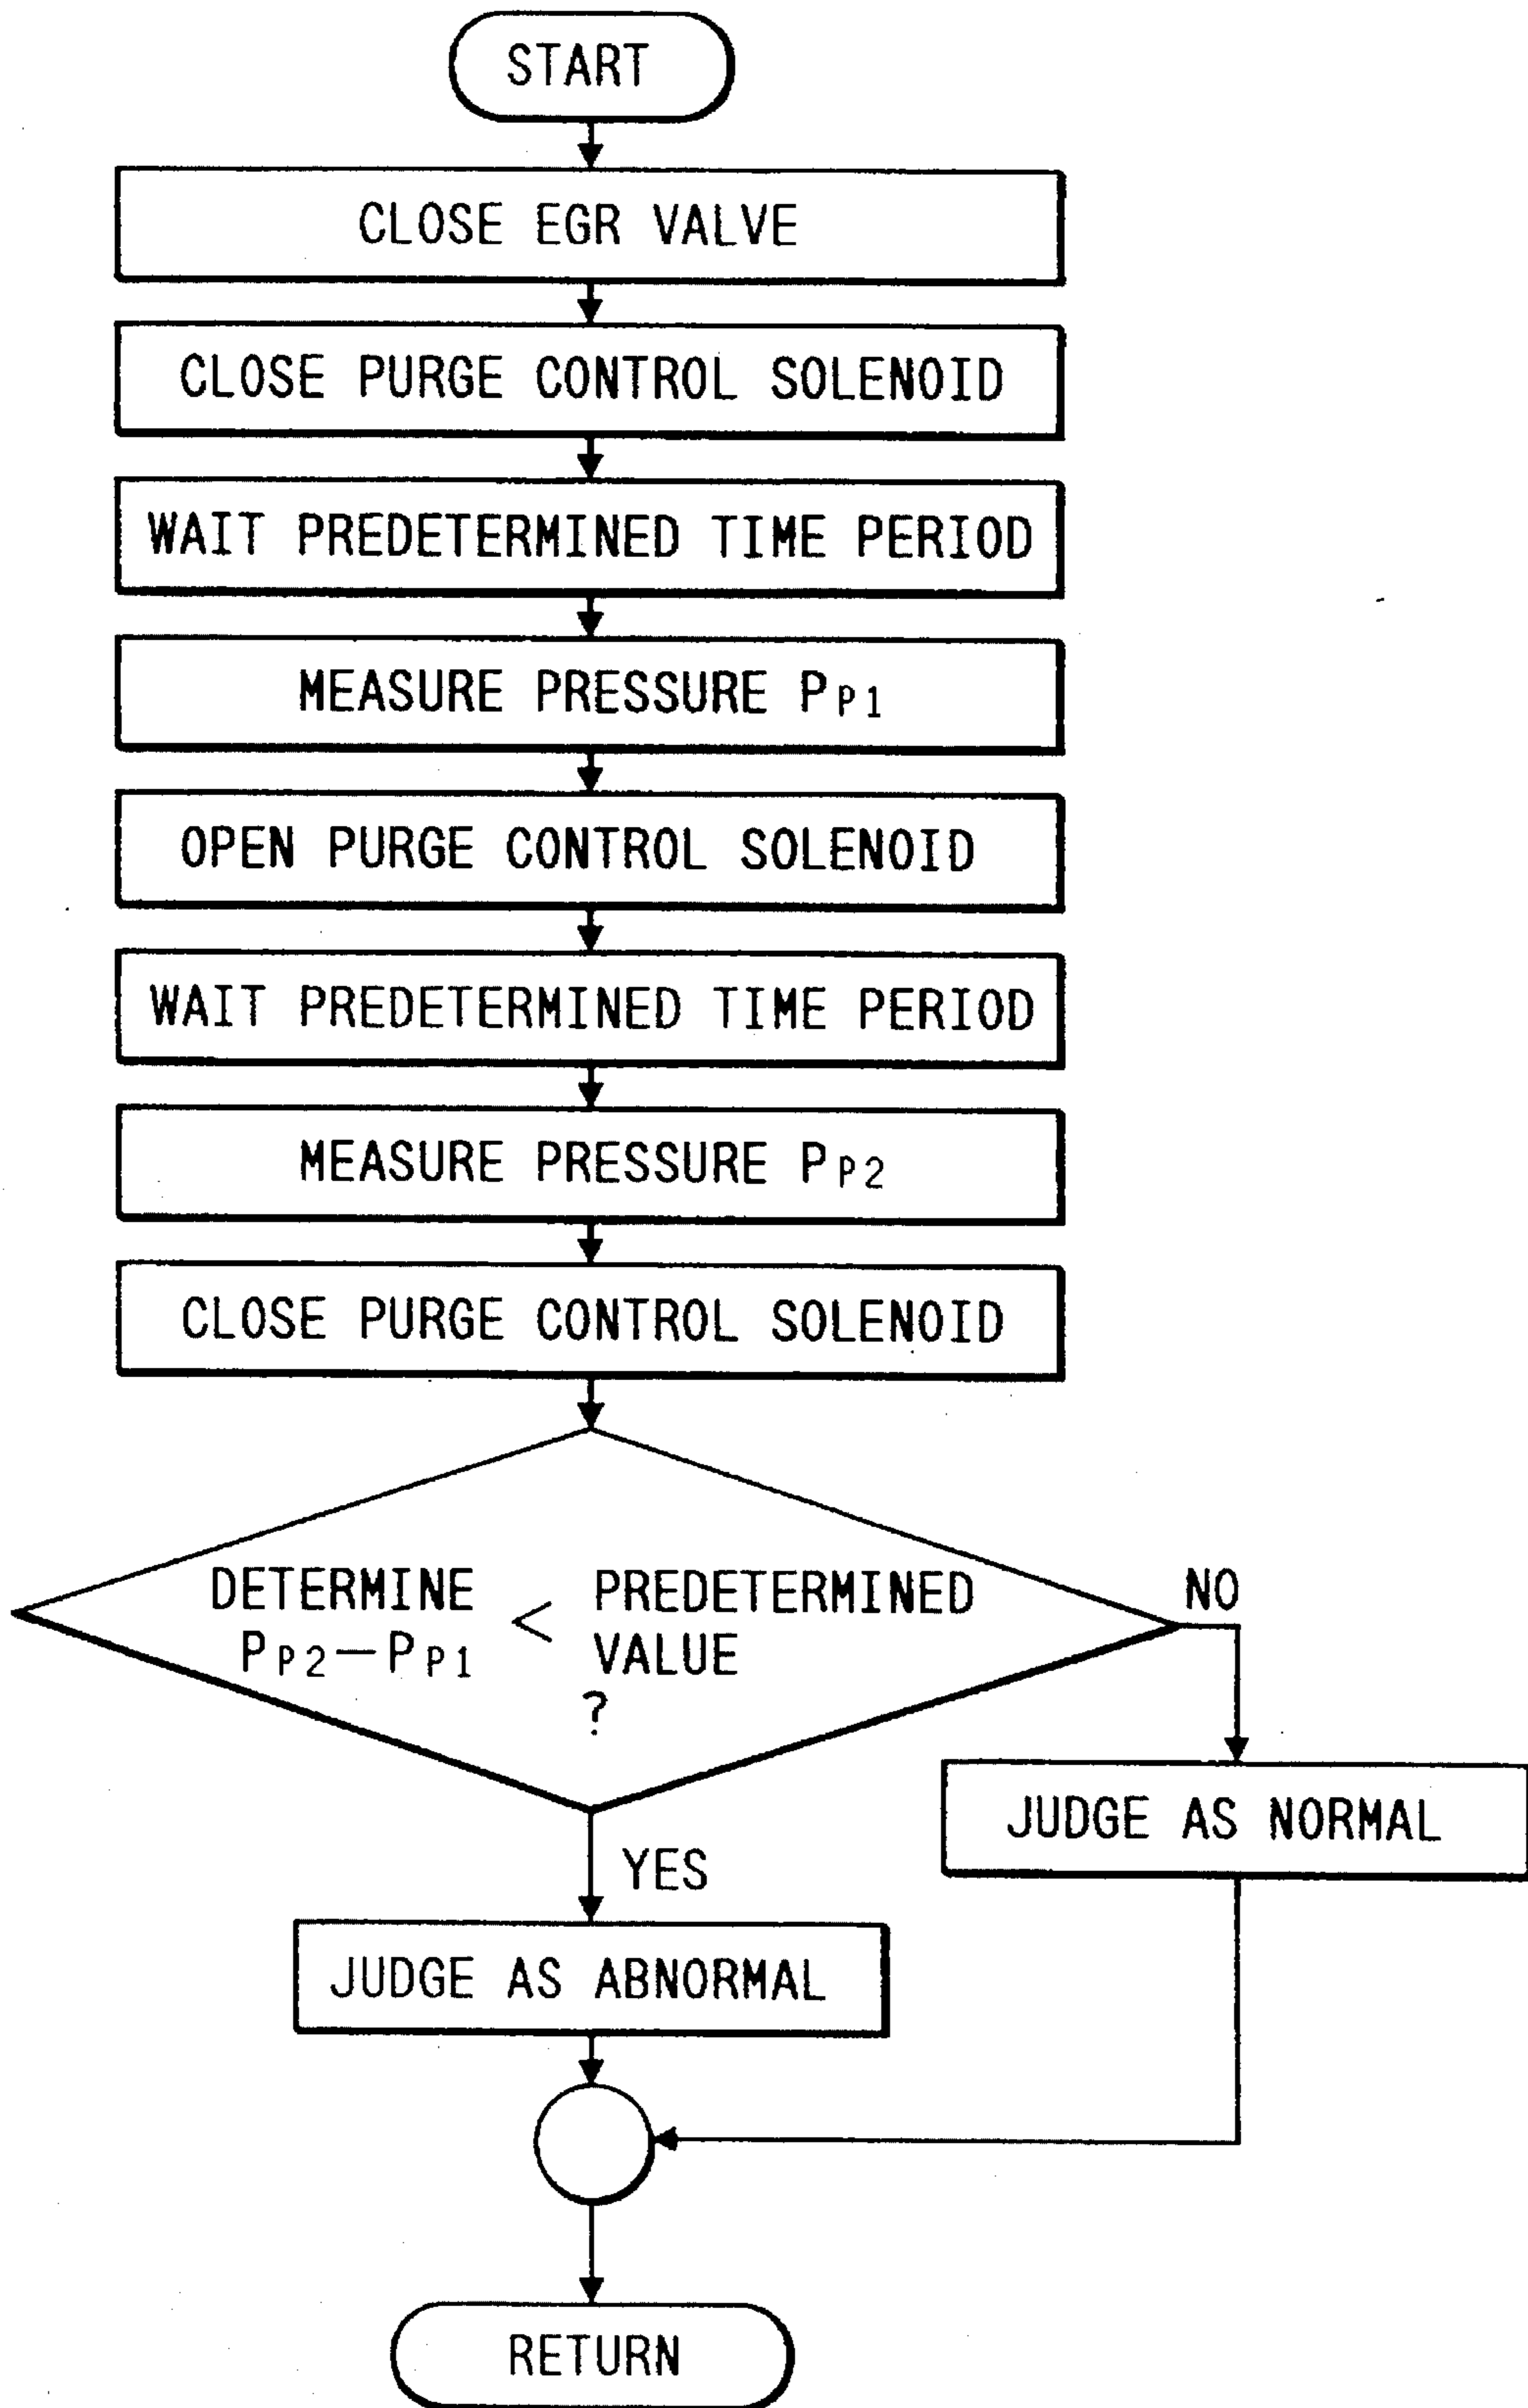 START
CLOSE EGR VALVE
CLOSE PURGE CONTROL SOLENOID
WAIT PREDETERMINED TIME PERIOD
MEASURE PRESSURE PP1
OPEN PURGE CONTROL SOLENOID
WAIT PREDETERMINED TIME PERIOD
MEASURE PRESSURE PP2
CLOSE PURGE CONTROL SOLENOID
DETERMINE < PREDETERMINED
PP2—PP1 VALUE
?
NO
JUDGE AS NORMAL
YES
JUDGE AS ABNORMAL
RETURN